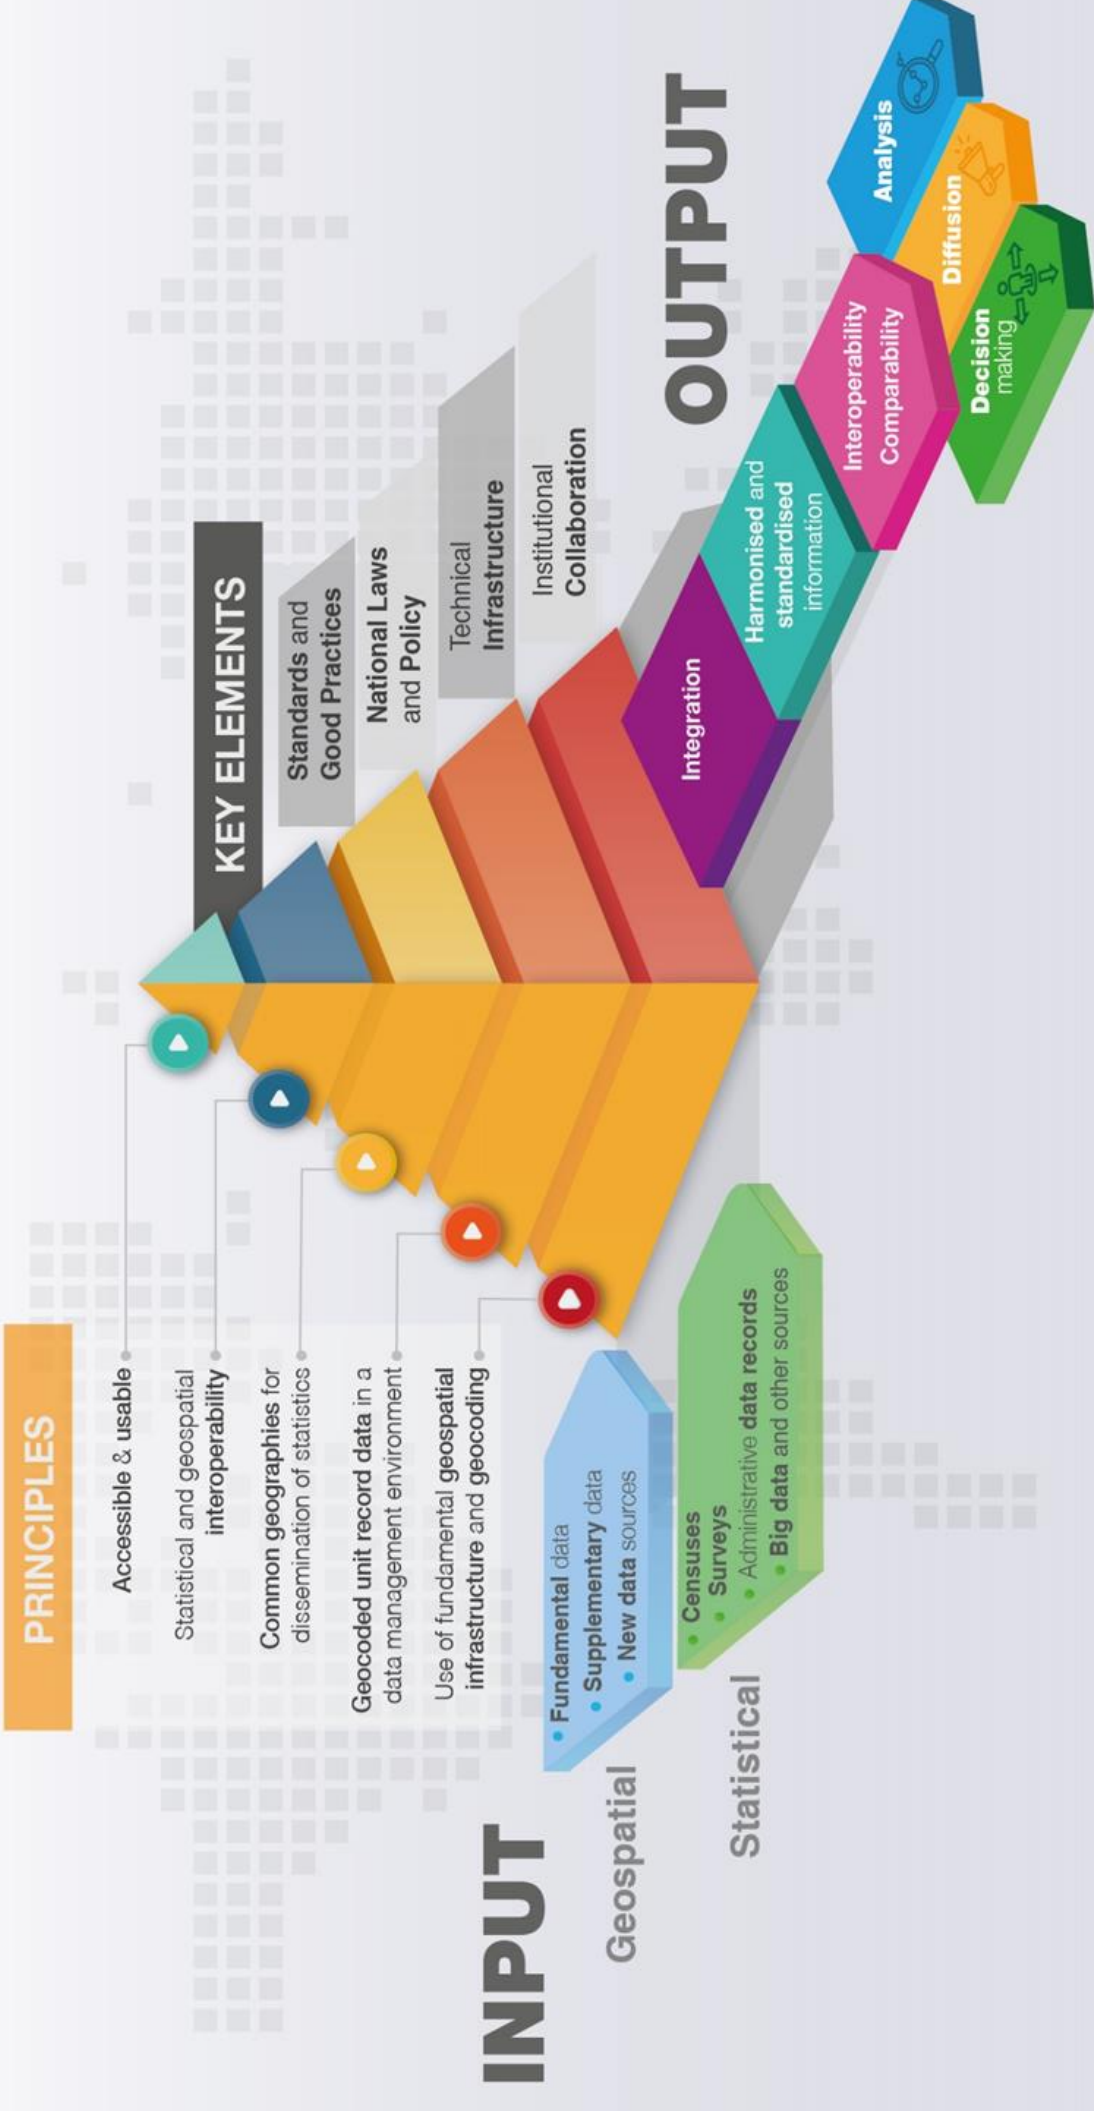 PRINCIPLES
Accessible & usable
Statistical and geospatial
interoperability
Common geographies for
dissemination of statistics
Geocoded unit record data in a
data management environment
Use of fundamental geospatial
infrastructure and geocoding
KEY ELEMENTS
Standards and
Good Practices
National Laws
and Policy
Technical
Infrastructure
Institutional
Collaboration
INPUT
Geospatial
• Fundamental data
• Supplementary data
• New data sources
Statistical
• Censuses
• Surveys
• Administrative data records
• Big data and other sources
OUTPUT
Integration
Harmonised and
standardised
information
Interoperability
Comparability
Analysis
Diffusion
Decision
making